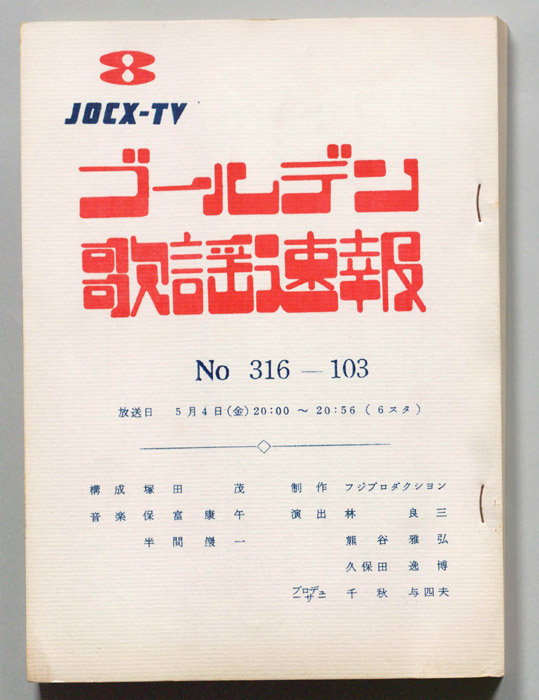 8
JOCX-TV
ゴールデン
歌謡速報
No 316 — 103
放送日 5月4日(金)20:00 ~ 20:56 ( 6スタ )
構成 塚田 茂 制作 フジプロダクション
音楽 保富康午 演出 林 良三
半間巖一 熊谷雅弘
久保田 逸博
プロデューサー 千秋 与四夫